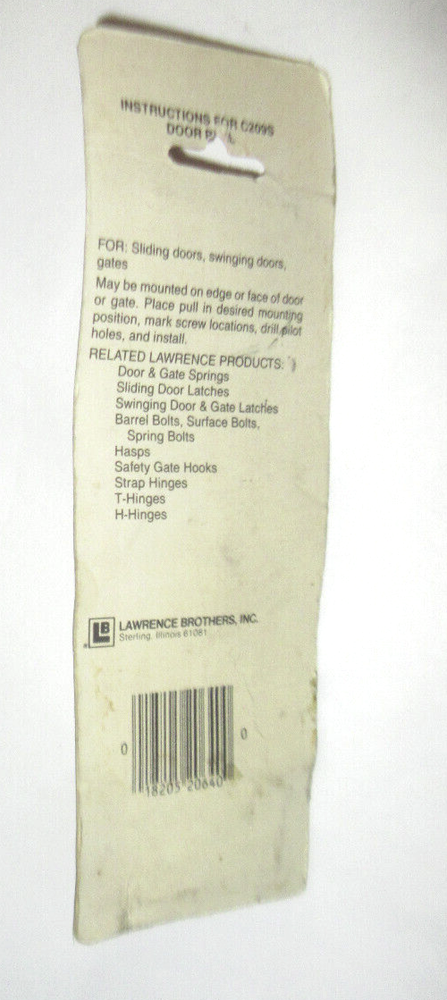 INSTRUCTIONS FOR C209S
DOOR
FOR: Sliding doors, swinging doors,
gates
May be mounted on edge or face of door
or gate. Place pull in desired mounting
position, mark screw locations, drill pilot
holes, and install.
RELATED LAWRENCE PRODUCTS:
Door & Gate Springs
Sliding Door Latches
Swinging Door & Gate Latches
Barrel Bolts, Surface Bolts,
Spring Bolts
Hasps
Safety Gate Hooks
Strap Hinges
T-Hinges
H-Hinges
LB
LAWRENCE BROTHERS, INC.
Sterling, Illinois 61081
0 18205 20640 0